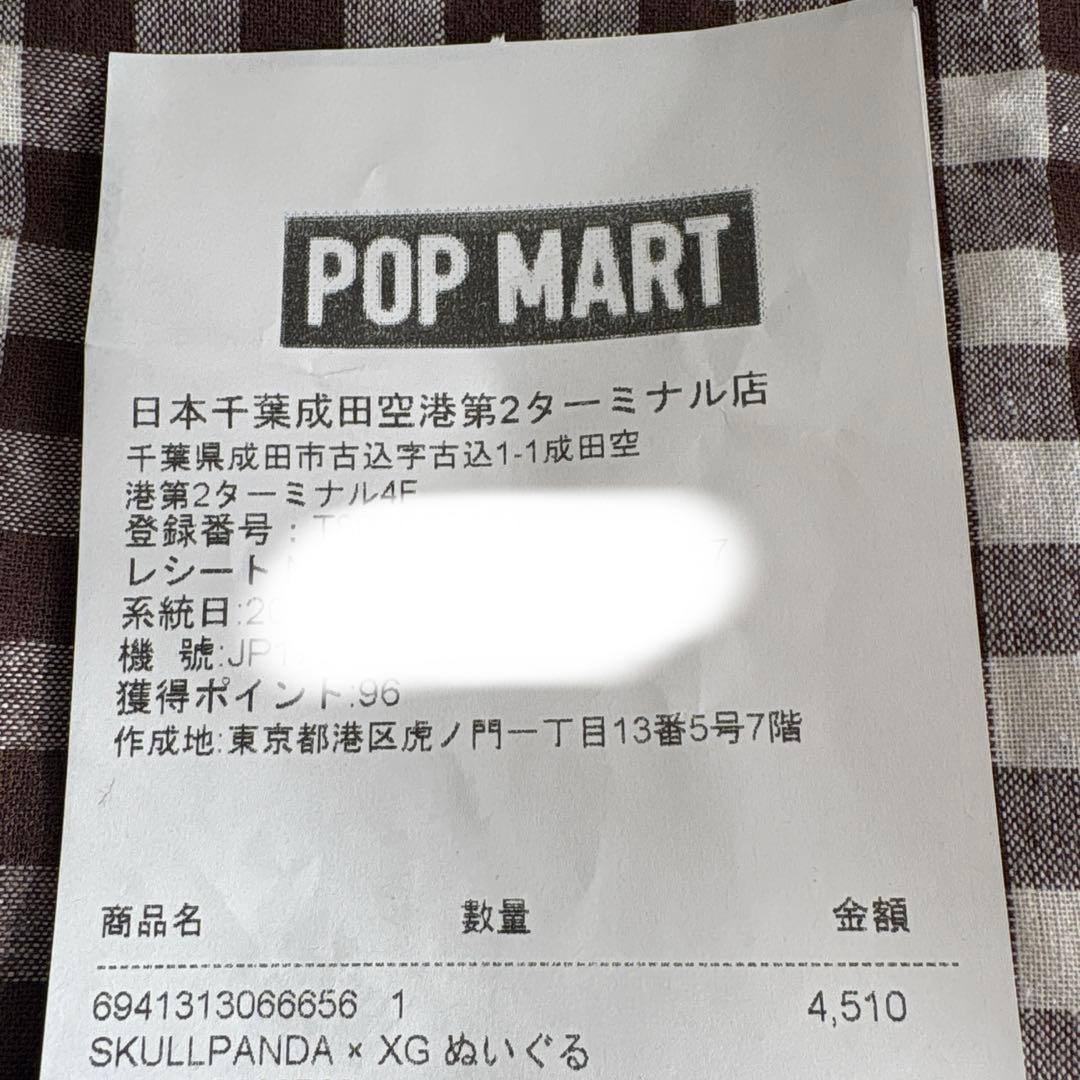 POP MART
日本千葉成田空港第2ターミナル店
千葉県成田市古込字古込1-1成田空
港第2ターミナル4F
登録番号:T
レシート
系統日:20
機 號:JP
獲得ポイント:96
作成地:東京都港区虎ノ門一丁目13番5号7階
商品名 數量 金額
6941313066656 1 4,510
SKULLPANDA × XG ぬいぐる